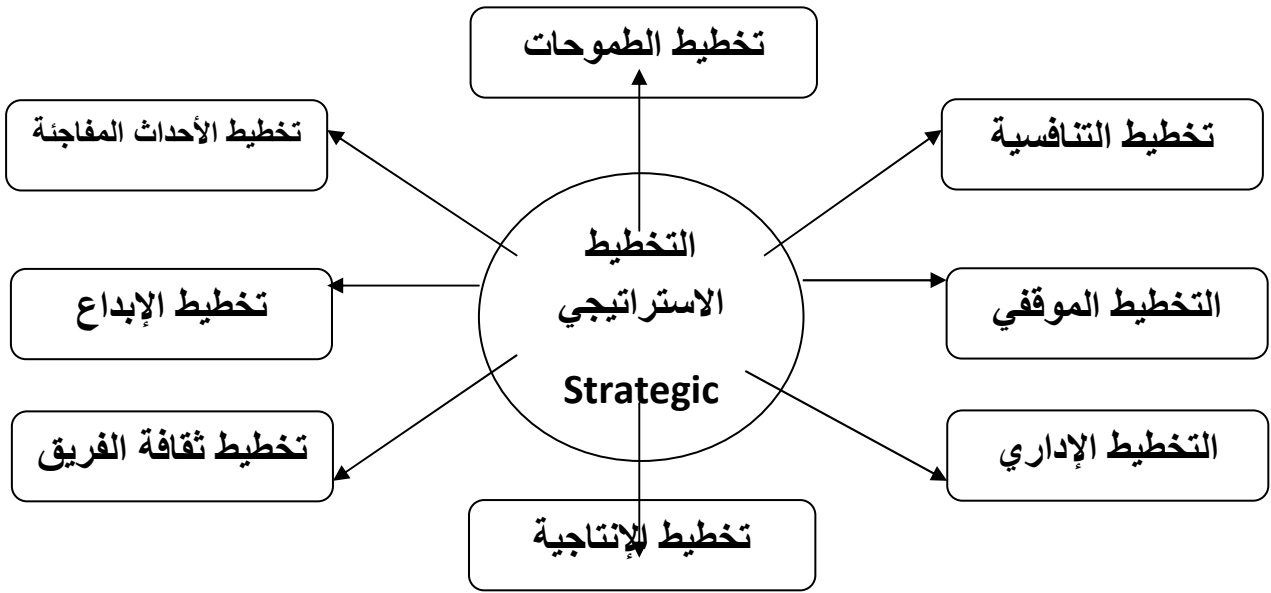 تخطيط الطموحات
تخطيط التنافسية
تخطيط الأحداث المفاجئة
التخطيط
الاستراتيجي
Strategic
التخطيط الموقفي
تخطيط الإبداع
التخطيط الإداري
تخطيط ثقافة الفريق
تخطيط الإنتاجية